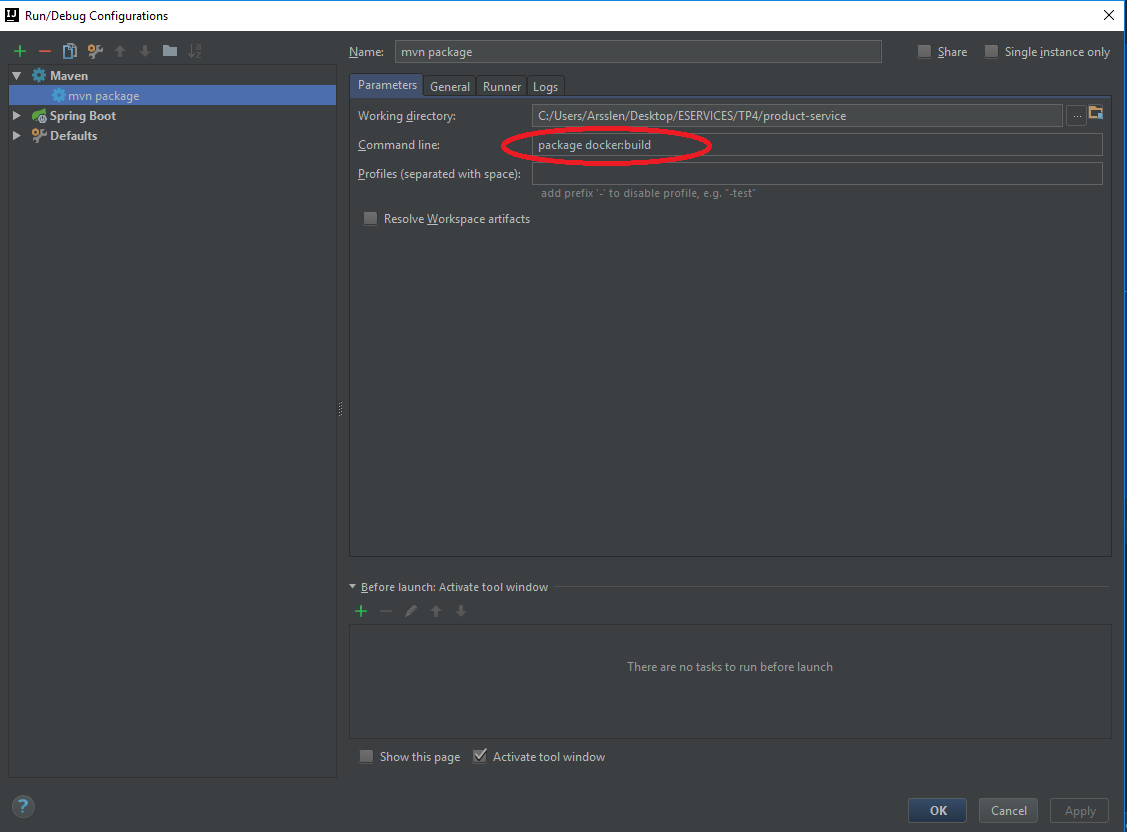 IJ Run/Debug Configurations
Name: mvn package Share Single instance only
Maven
mvn package
Spring Boot
Defaults
Parameters General Runner Logs
Working directory: C:/Users/Arsslen/Desktop/ESERVICES/TP4/product-service ...
Command line: package docker:build
Profiles (separated with space):
add prefix '-' to disable profile, e.g. "-test"
Resolve Workspace artifacts
Before launch: Activate tool window
There are no tasks to run before launch
Show this page Activate tool window
? OK Cancel Apply